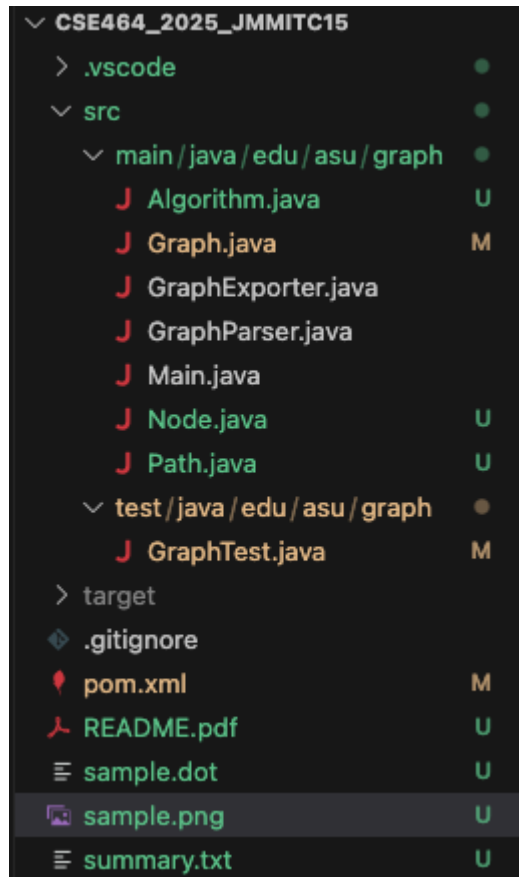 CSE464_2025_JMMITC15
.vscode
src
main/java/edu/asu/graph
J Algorithm.java U
J Graph.java M
J GraphExporter.java
J GraphParser.java
J Main.java
J Node.java U
J Path.java U
test/java/edu/asu/graph
J GraphTest.java M
target
.gitignore
pom.xml M
README.pdf U
sample.dot U
sample.png U
summary.txt U